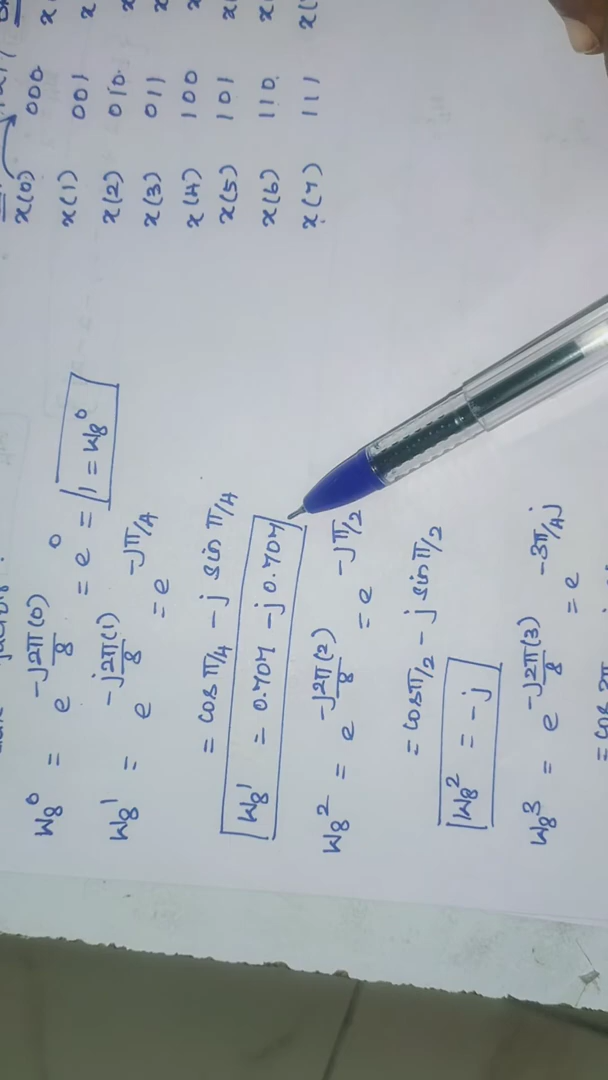 W8^0 = e^(-j2π(0)/8) = e^0 = 1 = W8^0
W8^1 = e^(-j2π(1)/8) = e^(-jπ/4)
= cos π/4 - j sin π/4
W8^1 = 0.707 - j0.707
W8^2 = e^(-j2π(2)/8) = e^(-jπ/2)
= cos π/2 - j sin π/2
W8^2 = -j
W8^3 = e^(-j2π(3)/8) = e^(-3π/4j)
= cos
x(0) 000
x(1) 001
x(2) 010
x(3) 011
x(4) 100
x(5) 101
x(6) 110
x(7) 111